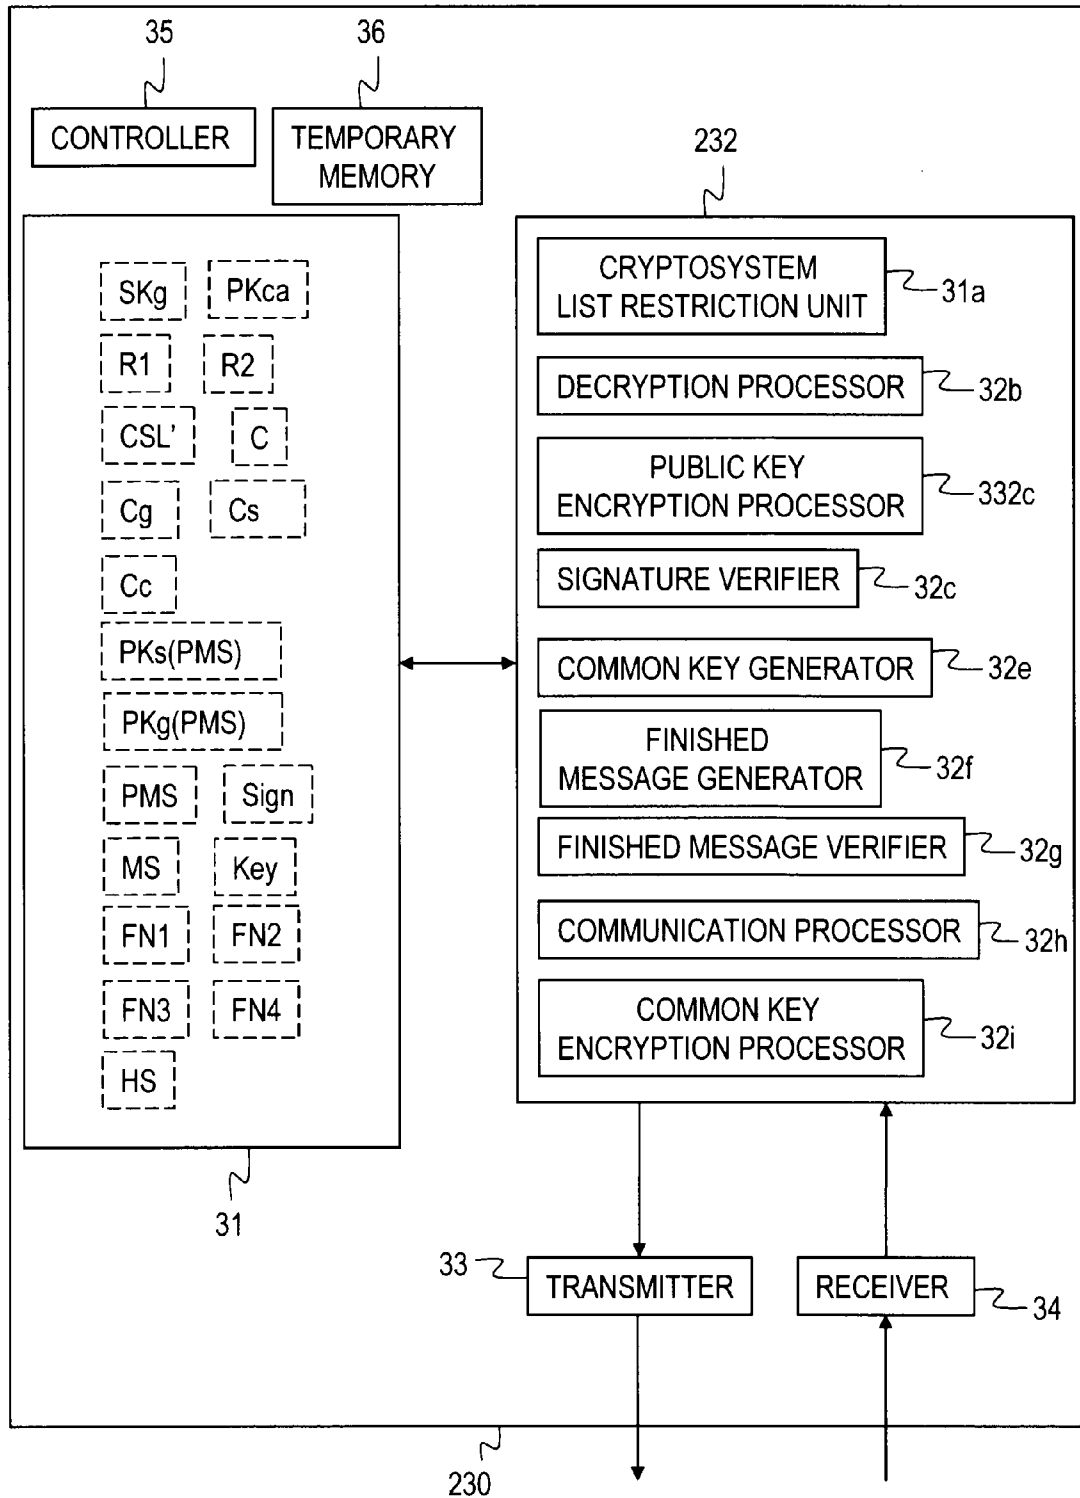 35
36
CONTROLLER
TEMPORARY
MEMORY
232
SKg PKca
R1 R2
CSL' C
Cg Cs
Cc
PKs(PMS)
PKg(PMS)
PMS Sign
MS Key
FN1 FN2
FN3 FN4
HS
31
CRYPTOSYSTEM
LIST RESTRICTION UNIT
31a
DECRYPTION PROCESSOR
32b
PUBLIC KEY
ENCRYPTION PROCESSOR
332c
SIGNATURE VERIFIER
32c
COMMON KEY GENERATOR
32e
FINISHED
MESSAGE GENERATOR
32f
FINISHED MESSAGE VERIFIER
32g
COMMUNICATION PROCESSOR
32h
COMMON KEY
ENCRYPTION PROCESSOR
32i
33
TRANSMITTER
RECEIVER
34
230